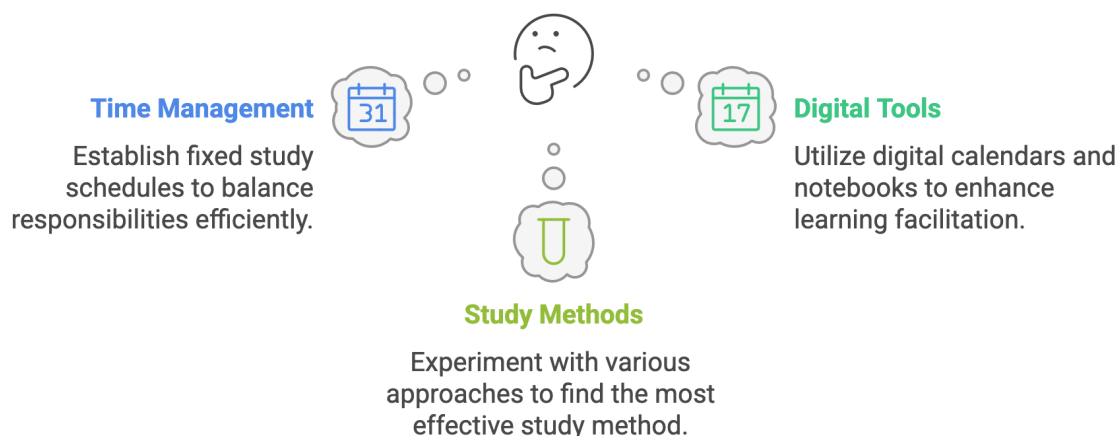 31
Time Management
Establish fixed study
schedules to balance
responsibilities efficiently.
17
Digital Tools
Utilize digital calendars and
notebooks to enhance
learning facilitation.
Study Methods
Experiment with various
approaches to find the most
effective study method.